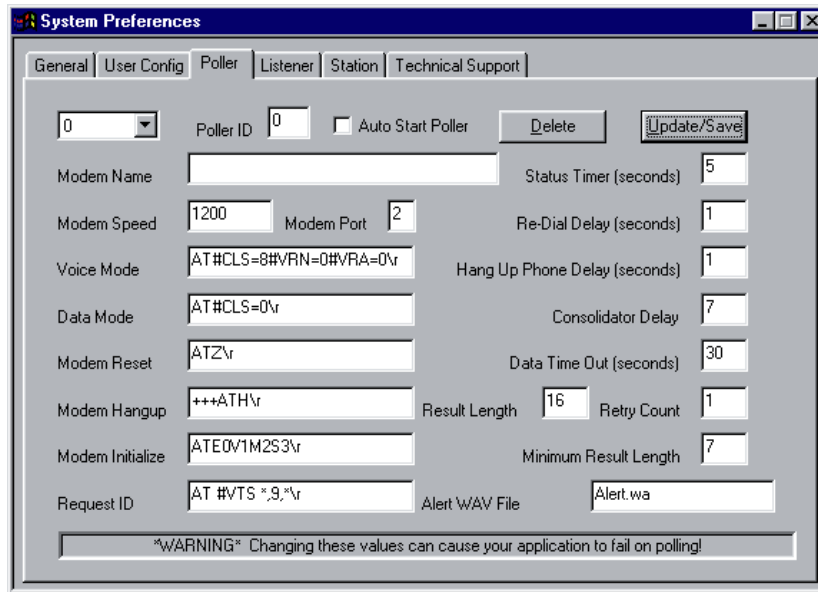 System Preferences
General User Config Poller Listener Station Technical Support
0 Poller ID 0 Auto Start Poller Delete Update/Save
Modem Name Status Timer (seconds) 5
Modem Speed 1200 Modem Port 2 Re-Dial Delay (seconds) 1
Voice Mode AT#CLS=8#VRN=0#VRA=0\r Hang Up Phone Delay (seconds) 1
Data Mode AT#CLS=0\r Consolidator Delay 7
Modem Reset ATZ\r Data Time Out (seconds) 30
Modem Hangup +++ATH\r Result Length 16 Retry Count 1
Modem Initialize ATE0V1M2S3\r Minimum Result Length 7
Request ID AT #VTS *,9,*\r Alert WAV File Alert.wa
*WARNING* Changing these values can cause your application to fail on polling!